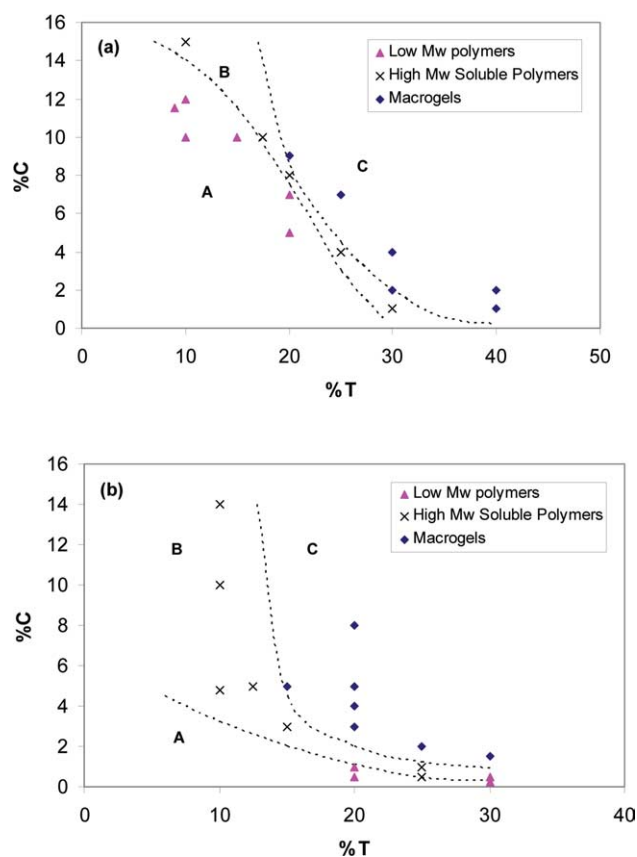 (a)
Low Mw polymers
High Mw Soluble Polymers
Macrogels
16
14
12
10
8
6
4
2
0
%C
B
A
C
0 10 20 30 40 50
%T
(b)
Low Mw polymers
High Mw Soluble Polymers
Macrogels
16
14
12
10
8
6
4
2
0
%C
B C
A
0 10 20 30 40
%T